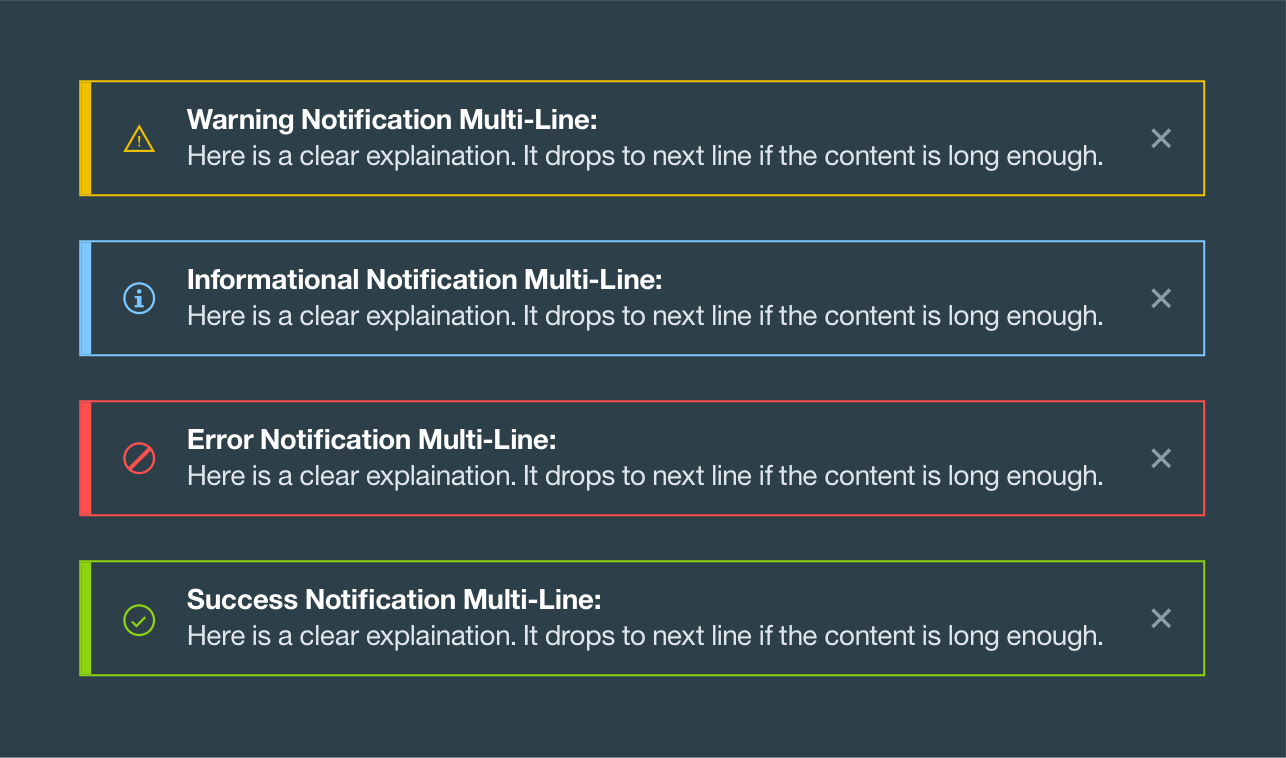 Warning Notification Multi-Line:
Here is a clear explaination. It drops to next line if the content is long enough.
Informational Notification Multi-Line:
Here is a clear explaination. It drops to next line if the content is long enough.
Error Notification Multi-Line:
Here is a clear explaination. It drops to next line if the content is long enough.
Success Notification Multi-Line:
Here is a clear explaination. It drops to next line if the content is long enough.